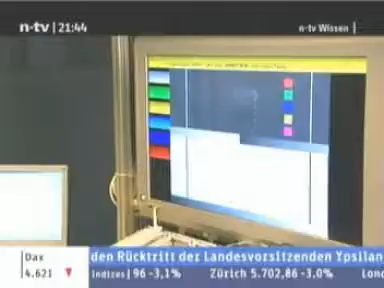 n-tv | 21:44
n-tv Wissen |
Dax
4.621
den Rücktritt der Landesvorsitzenden Ypsilan
Indizes | 96 -3,1% Zürich 5.702,86 -3.0% Lon